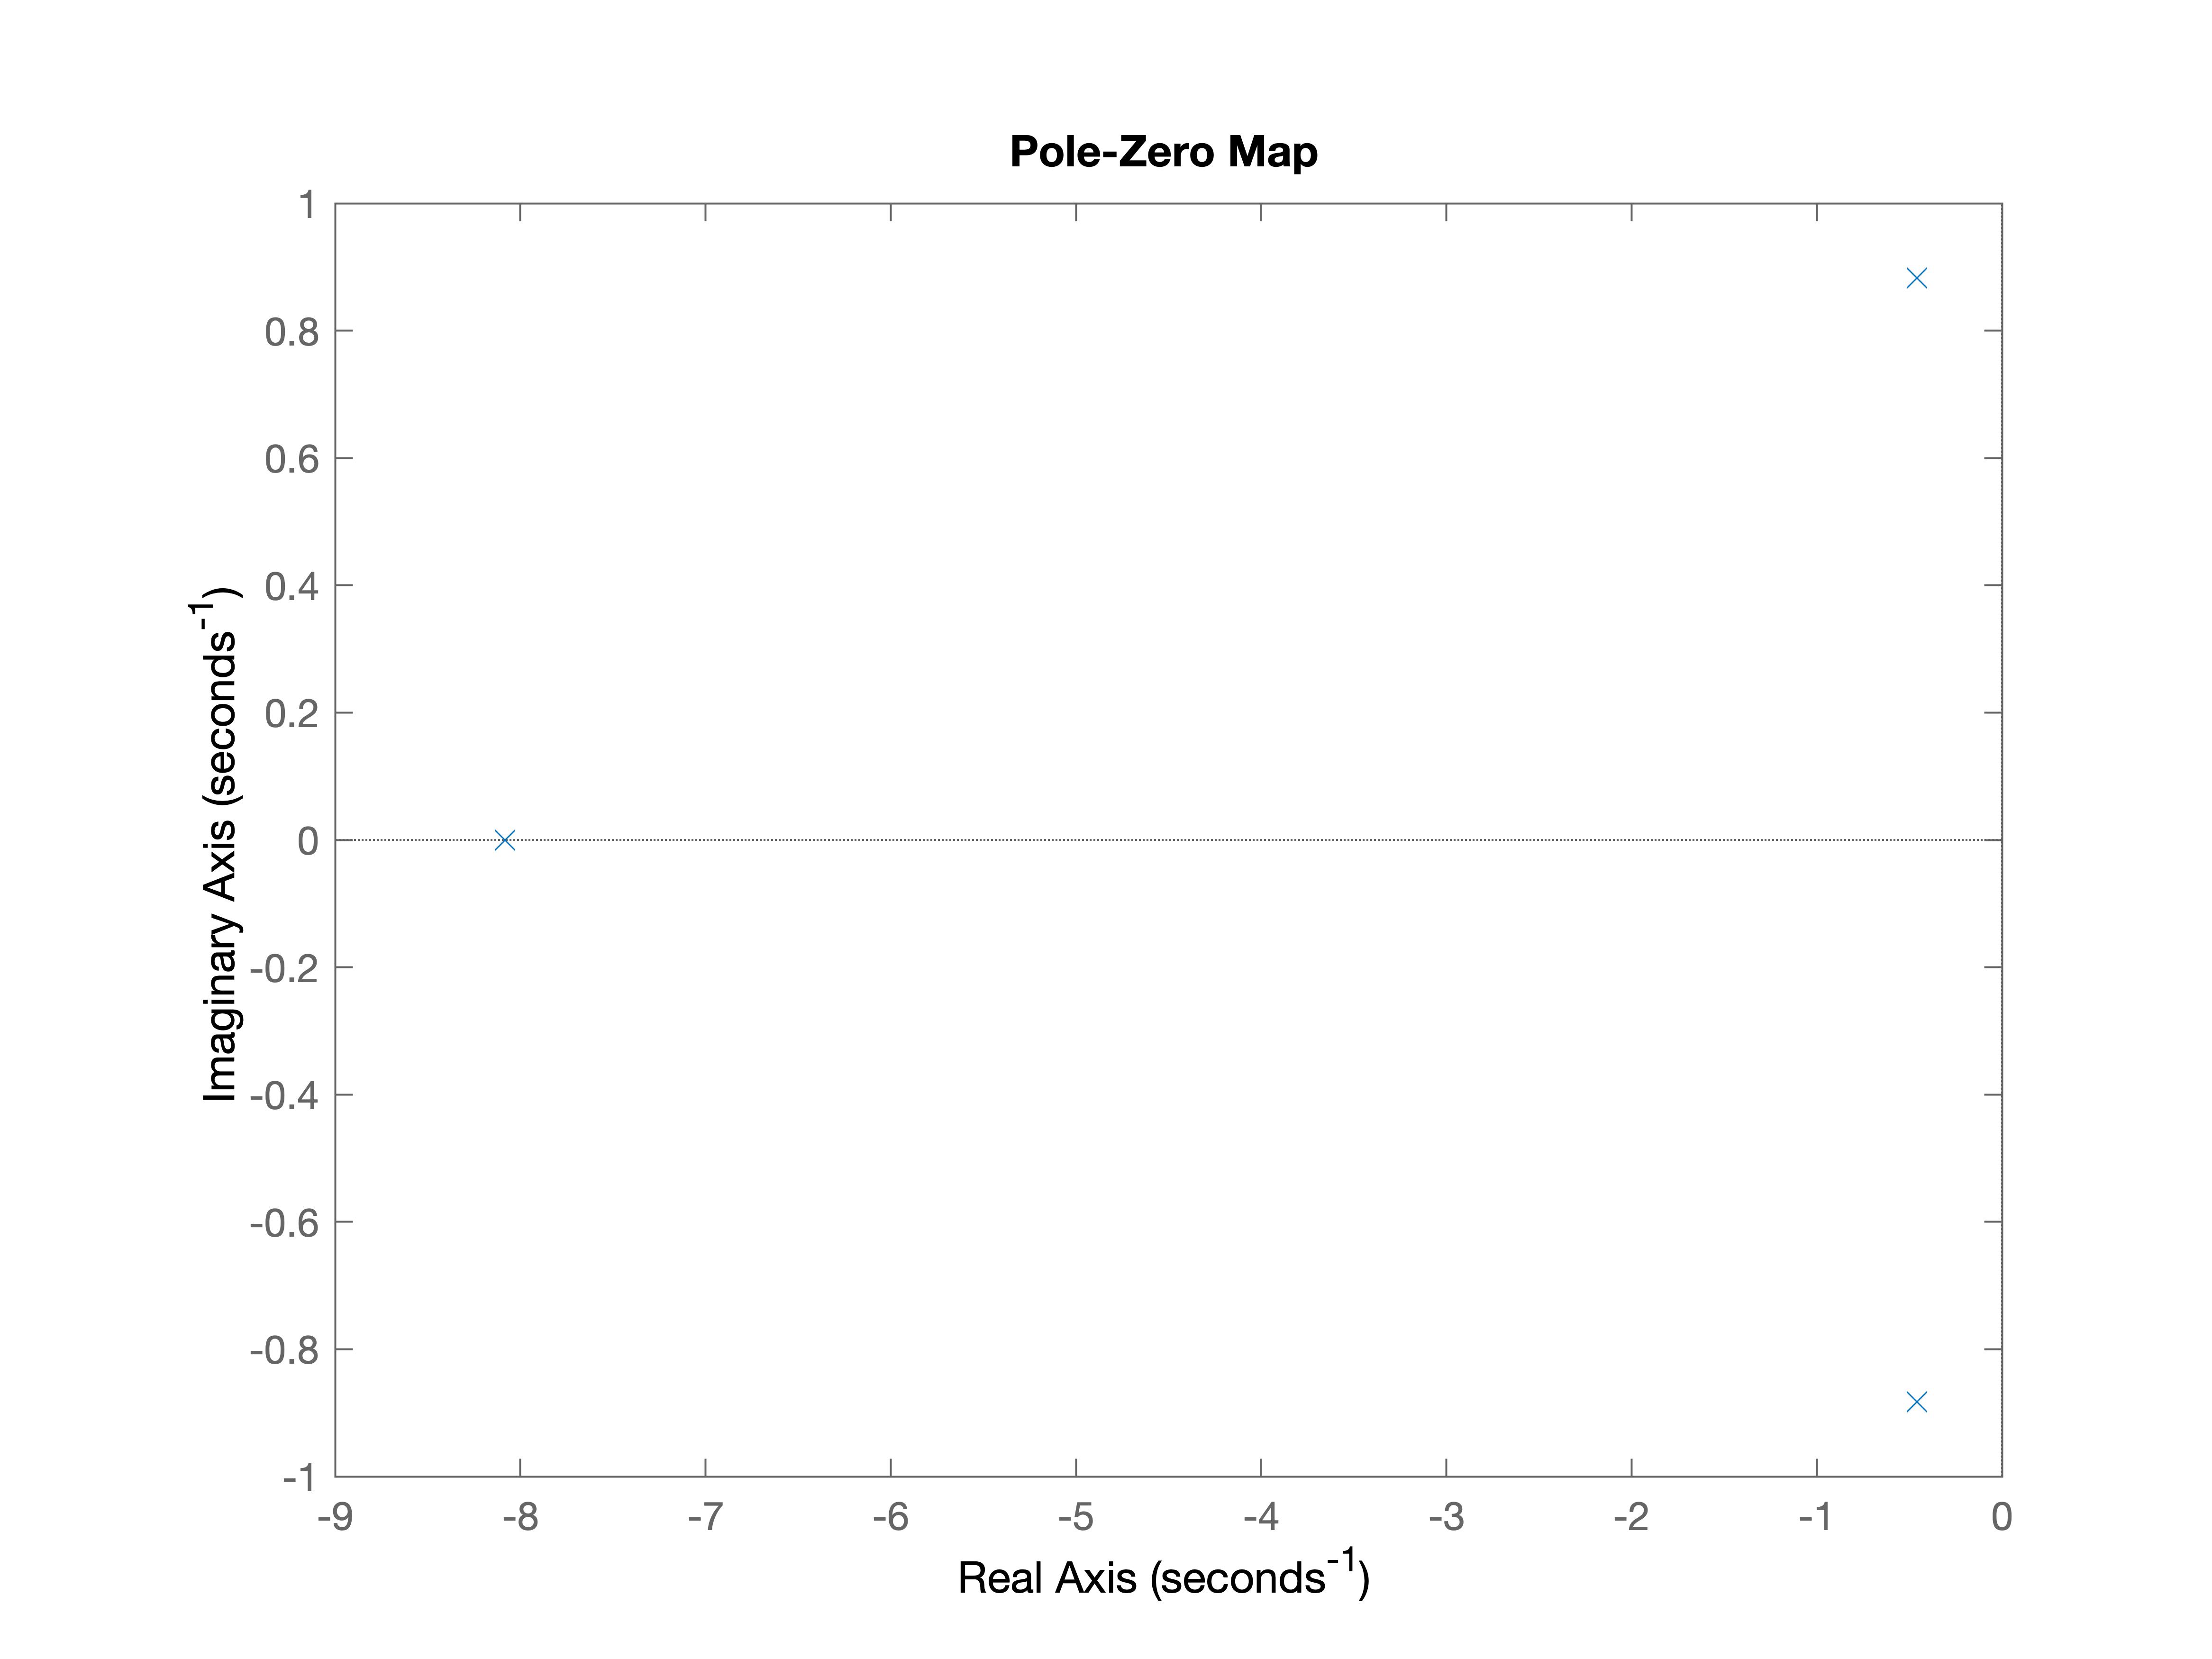 Pole-Zero Map
1
0.8
0.6
0.4
0.2
0
-0.2
-0.4
-0.6
-0.8
-1
Imaginary Axis (seconds⁻¹)
-9 -8 -7 -6 -5 -4 -3 -2 -1 0
Real Axis (seconds⁻¹)